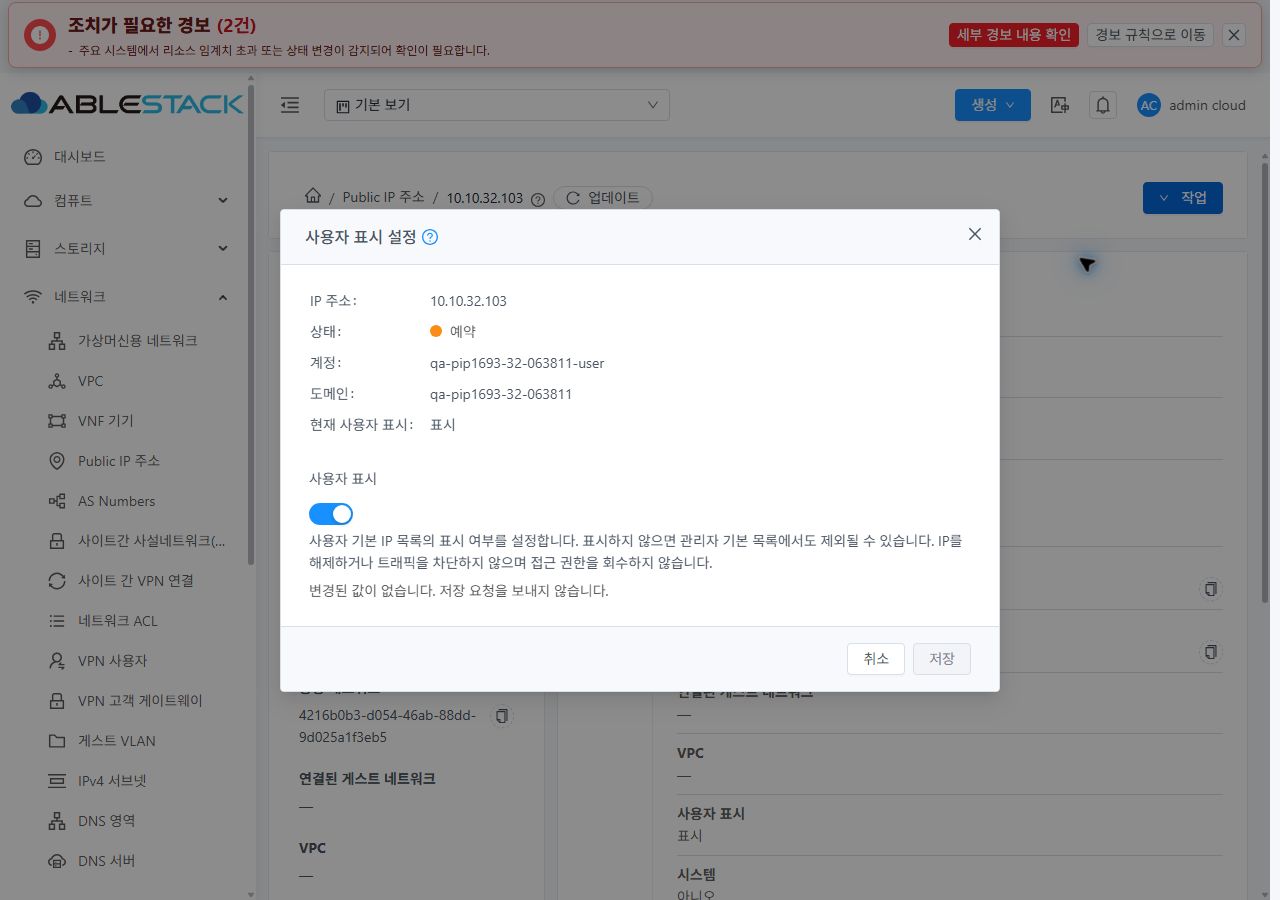 조치가 필요한 경보 (2건)
- 주요 시스템에서 리소스 임계치 초과 또는 상태 변경이 감지되어 확인이 필요합니다.
세부 경보 내용 확인
경보 규칙으로 이동
ABLESTACK
기본 보기
생성
AC
admin cloud
대시보드
컴퓨트
스토리지
네트워크
가상머신용 네트워크
VPC
VNF 기기
Public IP 주소
AS Numbers
사이트간 사설네트워크(...
사이트 간 VPN 연결
네트워크 ACL
VPN 사용자
VPN 고객 게이트웨이
게스트 VLAN
IPv4 서브넷
DNS 영역
DNS 서버
/ Public IP 주소 / 10.10.32.103
업데이트
작업
사용자 표시 설정
IP 주소: 10.10.32.103
상태: 예약
계정: qa-pip1693-32-063811-user
도메인: qa-pip1693-32-063811
현재 사용자 표시: 표시
사용자 표시
사용자 기본 IP 목록의 표시 여부를 설정합니다. 표시하지 않으면 관리자 기본 목록에서도 제외될 수 있습니다. IP를
해제하거나 트래픽을 차단하지 않으며 접근 권한을 회수하지 않습니다.
변경된 값이 없습니다. 저장 요청을 보내지 않습니다.
취소
저장
4216b0b3-d054-46ab-88dd-
9d025a1f3eb5
연결된 게스트 네트워크
—
VPC
—
연결된 게스트 네트워크
—
VPC
—
사용자 표시
표시
시스템
아니오